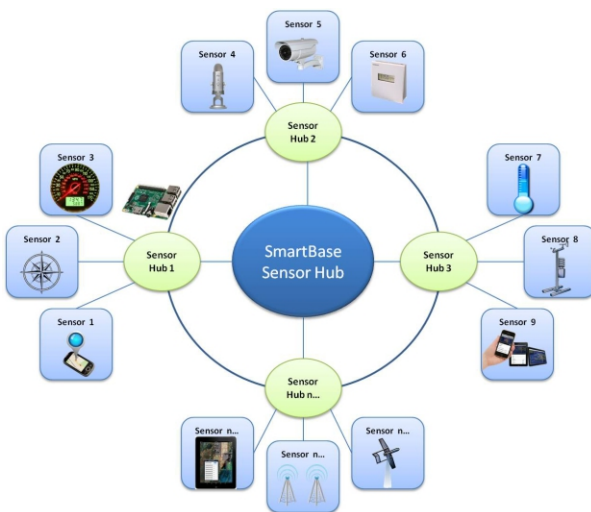 Sensor 5
Sensor 4
Sensor 6
Sensor
Hub 2
Sensor 3
Sensor 7
Sensor 2
Sensor
Hub 1
SmartBase
Sensor Hub
Sensor
Hub 3
Sensor 8
Sensor 1
Sensor 9
Sensor
Hub n...
Sensor n...
Sensor n...
Sensor n...